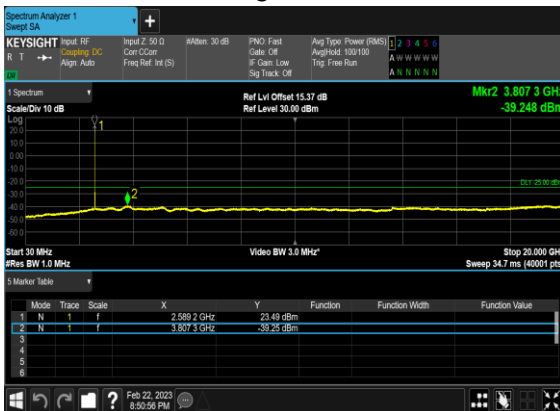 Spectrum Analyzer 1
Swept SA
+
KEYSIGHT
R T
LV
Input: RF
Coupling: DC
Align: Auto
Input Z: 50 Ω
Corr CCorr
Freq Ref: Int (S)
#Atten: 30 dB
PNO: Fast
Gate: Off
IF Gain: Low
Sig Track: Off
Avg Type: Power (RMS)
Avg|Hold: 100/100
Trig: Free Run
1 2 3 4 5 6
A W W W W W
A N N N N N
1 Spectrum
Scale/Div 10 dB
Ref Lvl Offset 15.37 dB
Ref Level 30.00 dBm
Mkr2 3.807 3 GHz
-39.248 dBm
Log
20.0
10.0
0.00
-10.0
-20.0
-30.0
-40.0
-50.0
-60.0
1
2
DL1 -25.00 dBm
Start 30 MHz
#Res BW 1.0 MHz
Video BW 3.0 MHz*
Stop 20.000 GHz
Sweep 34.7 ms (40001 pts)
5 Marker Table
Mode Trace Scale X Y Function Function Width Function Value
1 N 1 f 2.589 2 GHz 23.49 dBm
2 N 1 f 3.807 3 GHz -39.25 dBm
3
4
5
6
?
Feb 22, 2023
8:50:56 PM